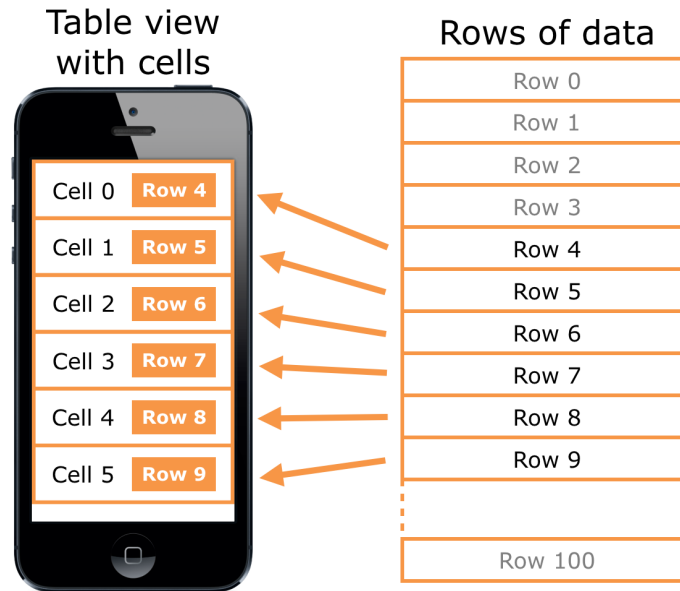 Table view
with cells
Cell 0 Row 4
Cell 1 Row 5
Cell 2 Row 6
Cell 3 Row 7
Cell 4 Row 8
Cell 5 Row 9
Rows of data
Row 0
Row 1
Row 2
Row 3
Row 4
Row 5
Row 6
Row 7
Row 8
Row 9
Row 100